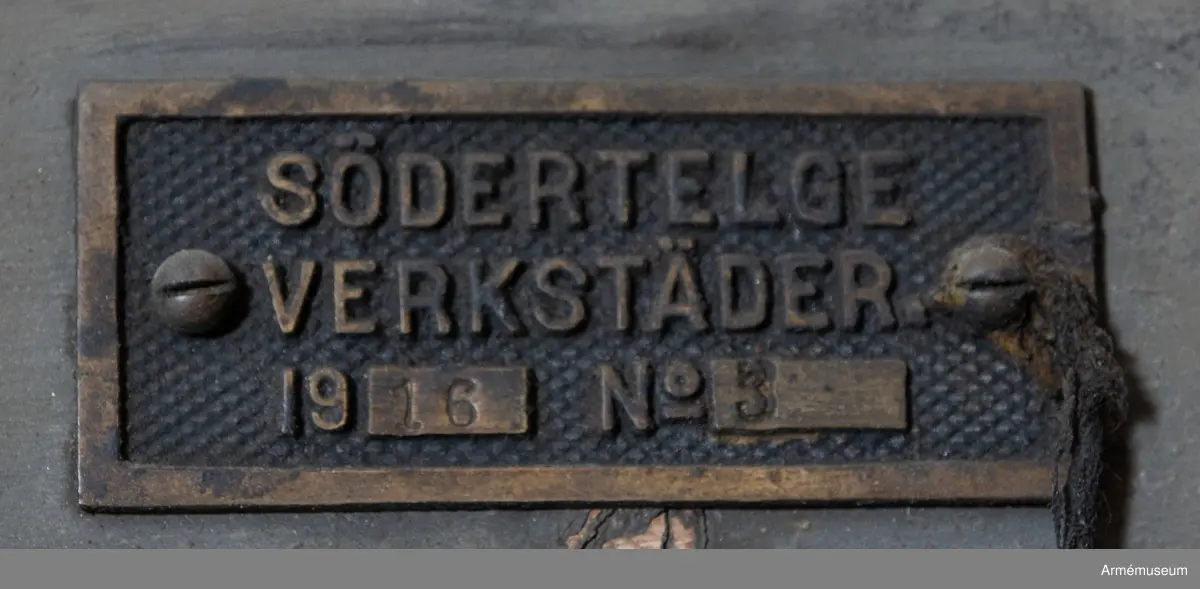 SÖDERTELGE
VERKSTÄDER.
1916 Nº 3
Armémuseum